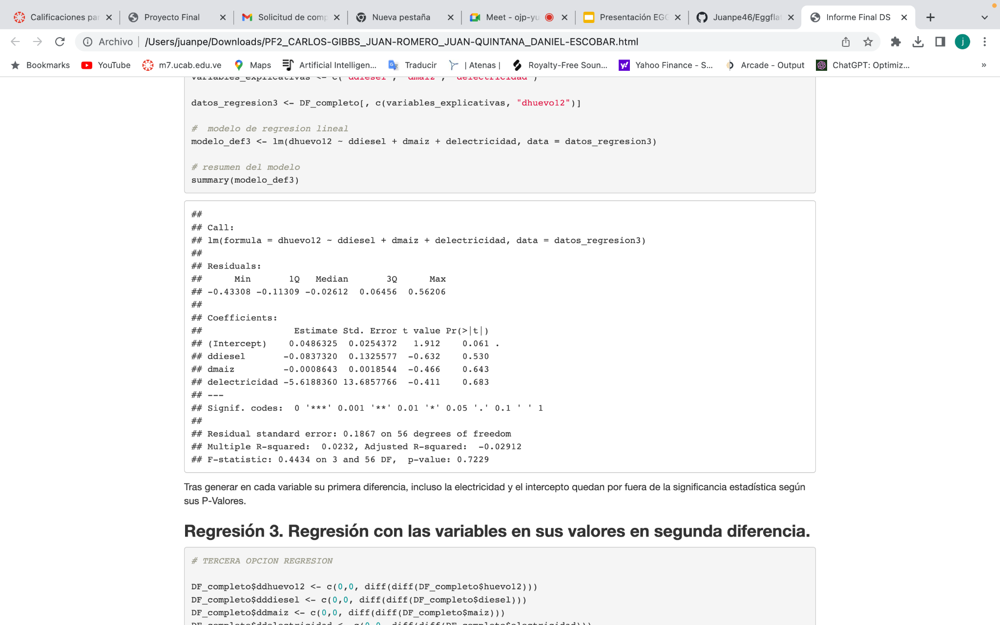 Calificaciones par
Proyecto Final
Solicitud de comp
Nueva pestaña
Meet - ojp-yu
Presentación EGG
Juanpe46/Eggflat
Informe Final DS
Archivo
/Users/juanpe/Downloads/PF2_CARLOS-GIBBS_JUAN-ROMERO_JUAN-QUINTANA_DANIEL-ESCOBAR.html
j
Bookmarks
YouTube
m7.ucab.edu.ve
Maps
Artificial Intelligen...
Traducir
| Atenas |
Royalty-Free Soun...
Yahoo Finance - S...
Arcade - Output
ChatGPT: Optimiz...
»
variables_explicativas <- c("ddiesel", "dmaiz", "delectricidad")
datos_regresion3 <- DF_completo[, c(variables_explicativas, "dhuevo12")]
#  modelo de regresion lineal
modelo_def3 <- lm(dhuevo12 ~ ddiesel + dmaiz + delectricidad, data = datos_regresion3)
# resumen del modelo
summary(modelo_def3)
##
## Call:
## lm(formula = dhuevo12 ~ ddiesel + dmaiz + delectricidad, data = datos_regresion3)
##
## Residuals:
##      Min       1Q   Median       3Q      Max
## -0.43308 -0.11309 -0.02612  0.06456  0.56206
##
## Coefficients:
##                 Estimate Std. Error t value Pr(>|t|)
## (Intercept)    0.0486325  0.0254372   1.912    0.061 .
## ddiesel       -0.0837320  0.1325577  -0.632    0.530
## dmaiz         -0.0008643  0.0018544  -0.466    0.643
## delectricidad -5.6188360 13.6857766  -0.411    0.683
## ---
## Signif. codes:  0 '***' 0.001 '**' 0.01 '*' 0.05 '.' 0.1 ' ' 1
##
## Residual standard error: 0.1867 on 56 degrees of freedom
## Multiple R-squared:  0.0232, Adjusted R-squared:  -0.02912
## F-statistic: 0.4434 on 3 and 56 DF,  p-value: 0.7229
Tras generar en cada variable su primera diferencia, incluso la electricidad y el intercepto quedan por fuera de la significancia estadística según
sus P-Valores.
Regresión 3. Regresión con las variables en sus valores en segunda diferencia.
# TERCERA OPCION REGRESION
DF_completo$ddhuevo12 <- c(0,0, diff(diff(DF_completo$huevo12)))
DF_completo$dddiesel <- c(0,0, diff(diff(DF_completo$diesel)))
DF_completo$ddmaiz <- c(0,0, diff(diff(DF_completo$maiz)))
DF_completo$ddelectricidad <- c(0,0, diff(diff(DF_completo$electricidad)))